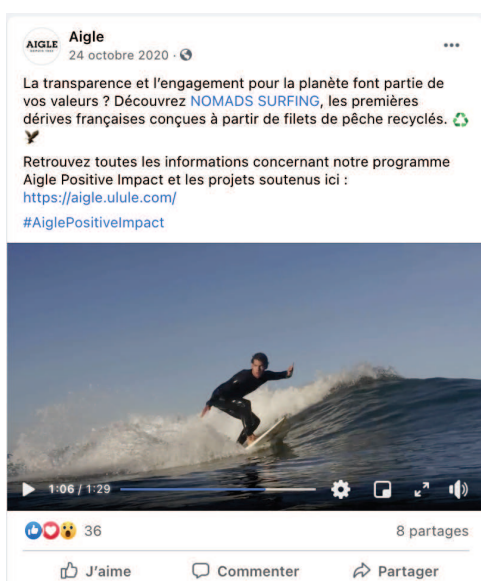 AIGLE
Aigle
24 octobre 2020
La transparence et l'engagement pour la planète font partie de
vos valeurs ? Découvrez NOMADS SURFING, les premières
dérives françaises conçues à partir de filets de pêche recyclés. ♻️
🦅
Retrouvez toutes les informations concernant notre programme
Aigle Positive Impact et les projets soutenus ici :
https://aigle.ulule.com/
#AiglePositiveImpact
1:06 / 1:29
36
8 partages
J'aime
Commenter
Partager